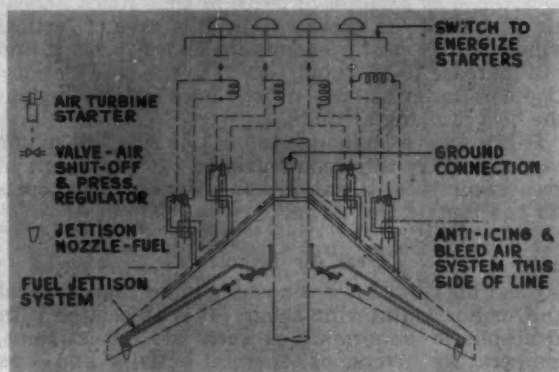 SWITCH TO
ENERGIZE
STARTERS
AIR TURBINE
STARTER
VALVE-AIR
SHUT-OFF
& PRESS.
REGULATOR
GROUND
CONNECTION
JETTISON
NOZZLE-FUEL
ANTI-ICING &
BLEED AIR
SYSTEM THIS
SIDE OF LINE
FUEL JETTISON
SYSTEM